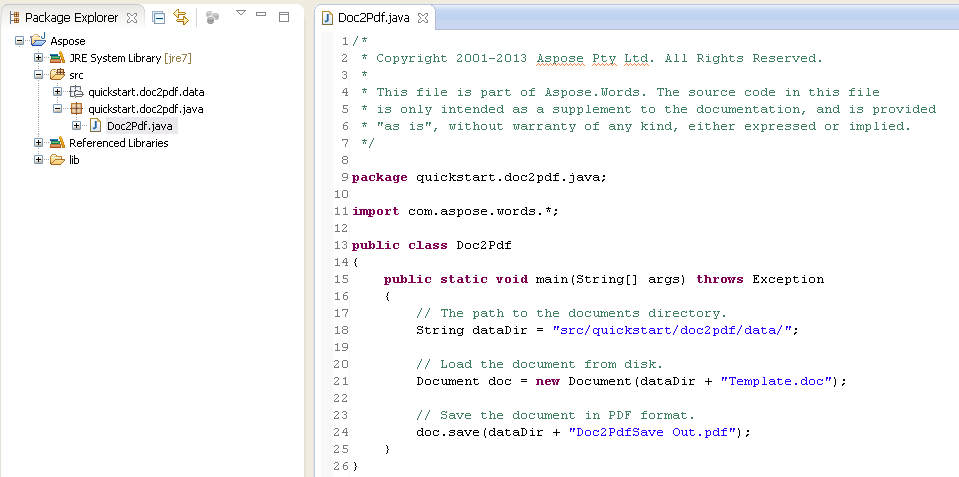 Package Explorer
Aspose
JRE System Library [jre7]
src
quickstart.doc2pdf.data
quickstart.doc2pdf.java
Doc2Pdf.java
Referenced Libraries
lib
Doc2Pdf.java
1 /*
2  * Copyright 2001-2013 Aspose Pty Ltd. All Rights Reserved.
3  *
4  * This file is part of Aspose.Words. The source code in this file
5  * is only intended as a supplement to the documentation, and is provided
6  * "as is", without warranty of any kind, either expressed or implied.
7  */
8
9 package quickstart.doc2pdf.java;
10
11 import com.aspose.words.*;
12
13 public class Doc2Pdf
14 {
15     public static void main(String[] args) throws Exception
16     {
17         // The path to the documents directory.
18         String dataDir = "src/quickstart/doc2pdf/data/";
19
20         // Load the document from disk.
21         Document doc = new Document(dataDir + "Template.doc");
22
23         // Save the document in PDF format.
24         doc.save(dataDir + "Doc2PdfSave Out.pdf");
25     }
26 }